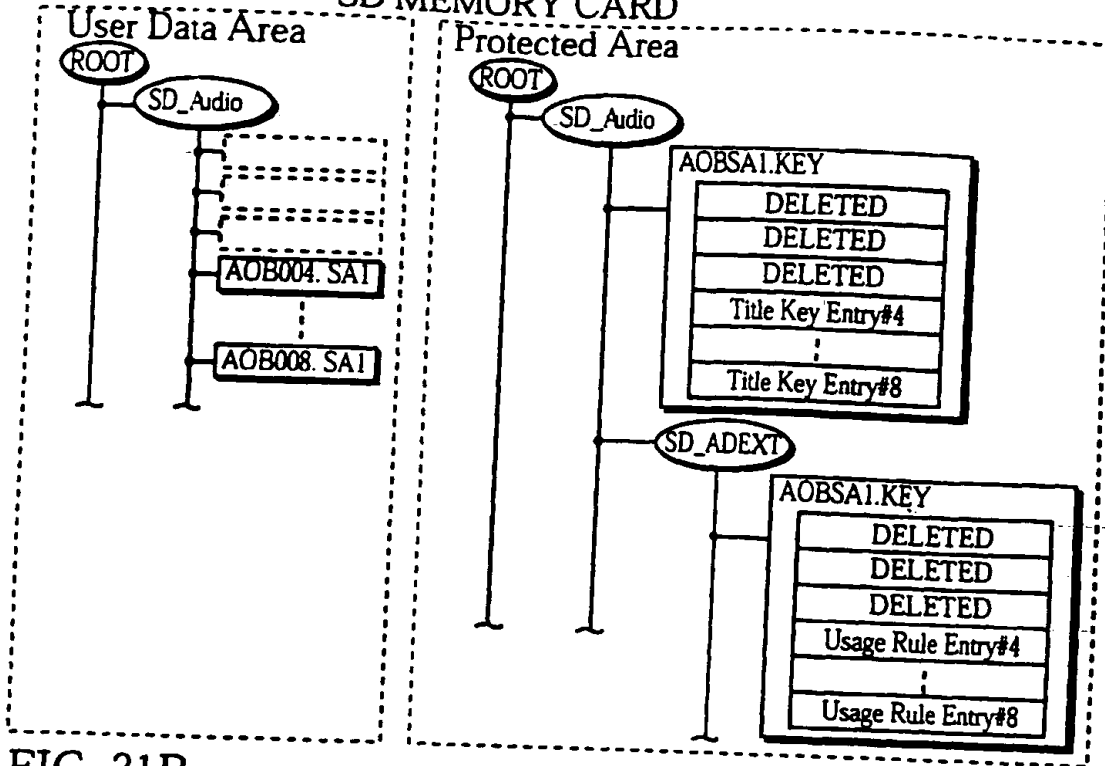 SD MEMORY CARD
User Data Area
ROOT
SD_Audio
AOB004. SA1
AOB008. SA1
Protected Area
ROOT
SD_Audio
AOBSA1.KEY
DELETED
DELETED
DELETED
Title Key Entry#4
Title Key Entry#8
SD_ADEXT
AOBSA1.KEY
DELETED
DELETED
DELETED
Usage Rule Entry#4
Usage Rule Entry#8